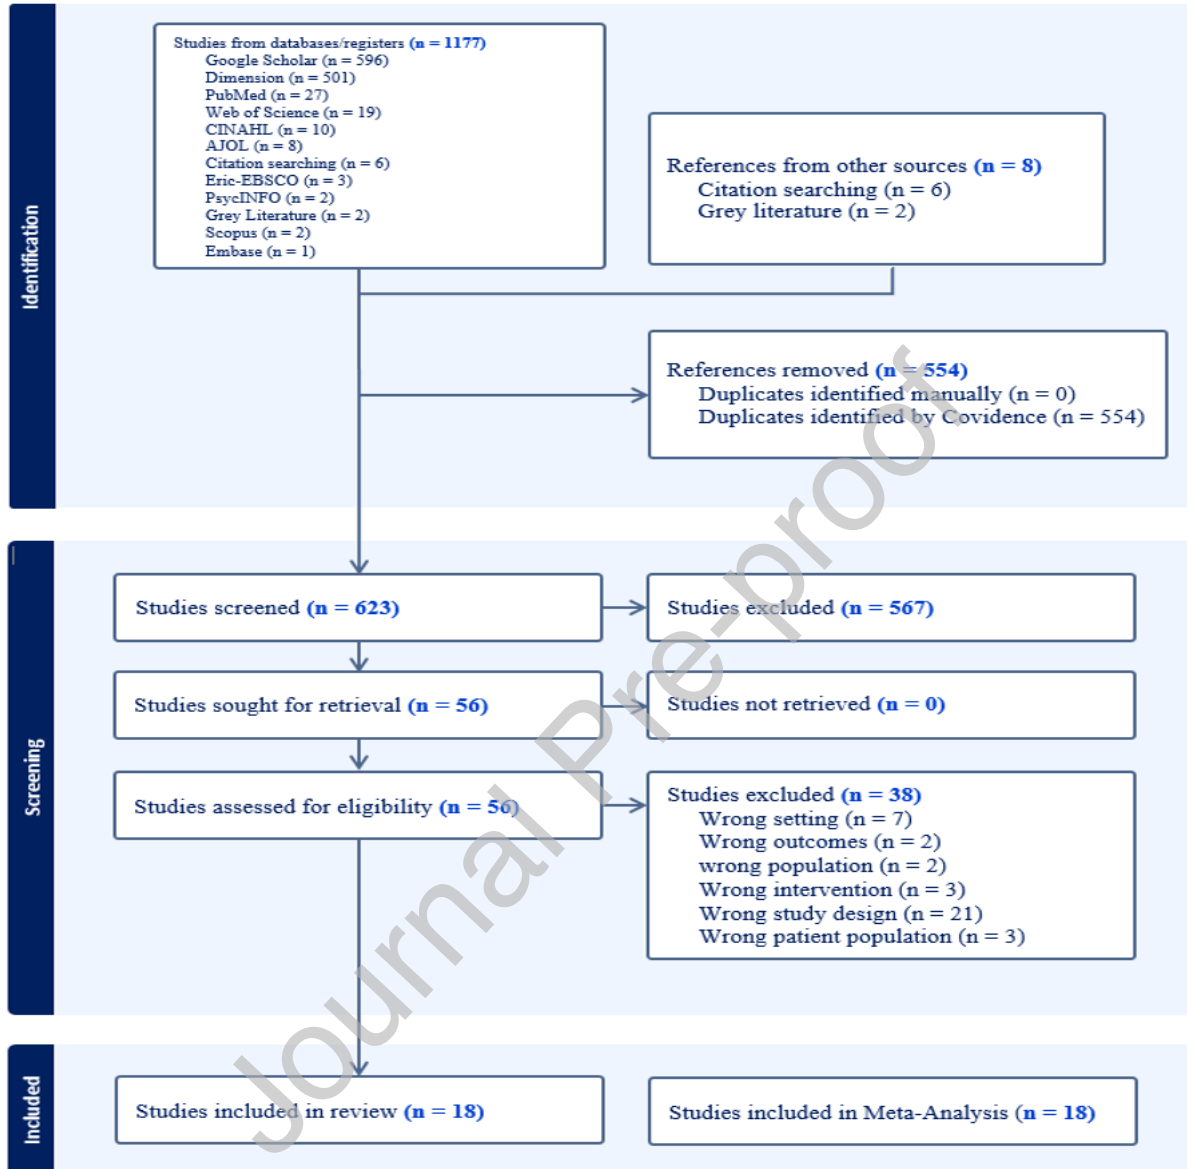 Identification
Studies from databases/registers (n = 1177)
Google Scholar (n = 596)
Dimension (n = 501)
PubMed (n = 27)
Web of Science (n = 19)
CINAHL (n = 10)
AJOL (n = 8)
Citation searching (n = 6)
Eric-EBSCO (n = 3)
PsycINFO (n = 2)
Grey Literature (n = 2)
Scopus (n = 2)
Embase (n = 1)
References from other sources (n = 8)
Citation searching (n = 6)
Grey literature (n = 2)
References removed (n = 554)
Duplicates identified manually (n = 0)
Duplicates identified by Covidence (n = 554)
Screening
Studies screened (n = 623)
Studies excluded (n = 567)
Studies sought for retrieval (n = 56)
Studies not retrieved (n = 0)
Studies assessed for eligibility (n = 56)
Studies excluded (n = 38)
Wrong setting (n = 7)
Wrong outcomes (n = 2)
wrong population (n = 2)
Wrong intervention (n = 3)
Wrong study design (n = 21)
Wrong patient population (n = 3)
Included
Studies included in review (n = 18)
Studies included in Meta-Analysis (n = 18)
Journal Pre-proof